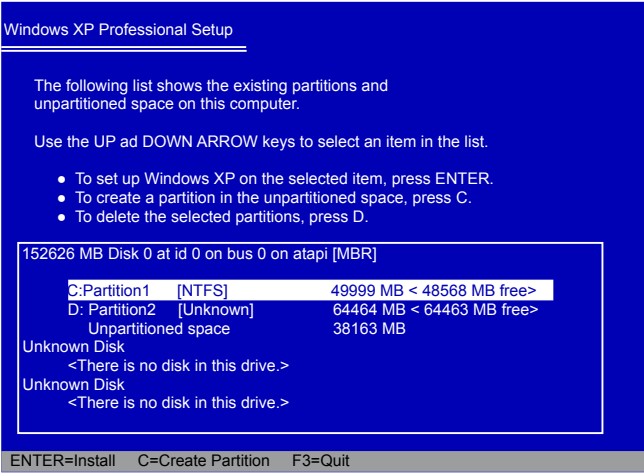 Windows XP Professional Setup
The following list shows the existing partitions and
unpartitioned space on this computer.
Use the UP ad DOWN ARROW keys to select an item in the list.
● To set up Windows XP on the selected item, press ENTER.
● To create a partition in the unpartitioned space, press C.
● To delete the selected partitions, press D.
152626 MB Disk 0 at id 0 on bus 0 on atapi [MBR]
C:Partition1 [NTFS] 49999 MB < 48568 MB free>
D: Partition2 [Unknown] 64464 MB < 64463 MB free>
Unpartitioned space 38163 MB
Unknown Disk
<There is no disk in this drive.>
Unknown Disk
<There is no disk in this drive.>
ENTER=Install C=Create Partition F3=Quit